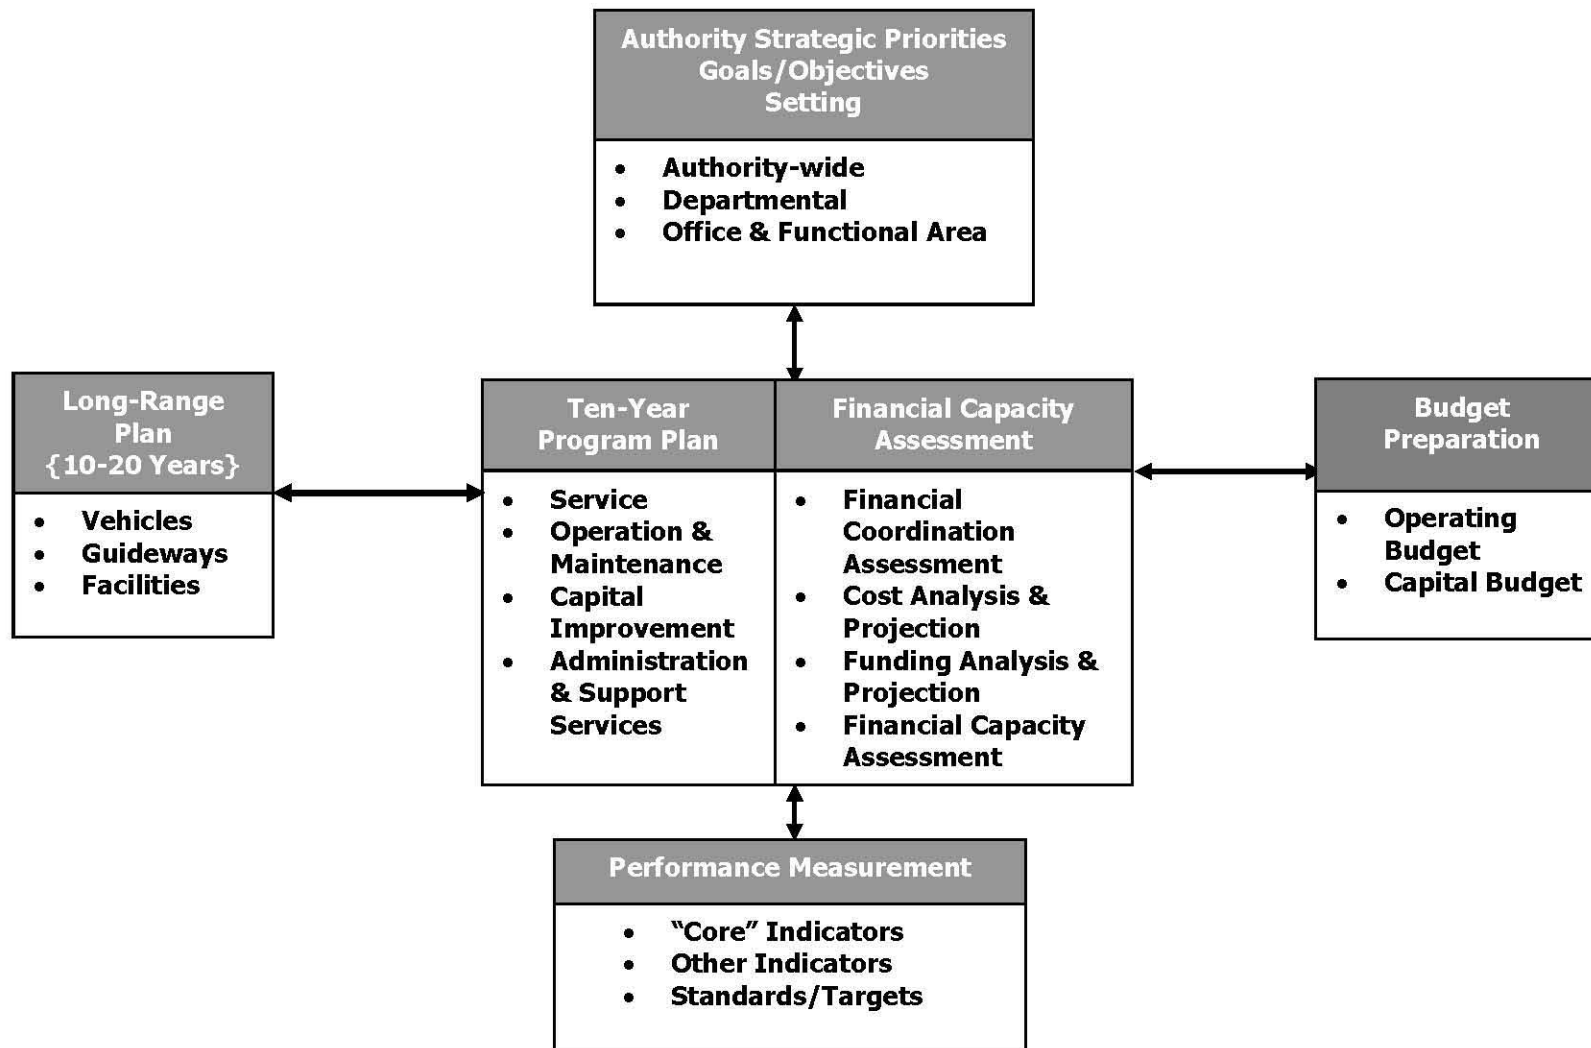 Authority Strategic Priorities
Goals/Objectives
Setting
• Authority-wide
• Departmental
• Office & Functional Area
Long-Range
Plan
{10-20 Years}
• Vehicles
• Guideways
• Facilities
Ten-Year
Program Plan
• Service
• Operation &
Maintenance
• Capital
Improvement
• Administration
& Support
Services
Financial Capacity
Assessment
• Financial
Coordination
Assessment
• Cost Analysis &
Projection
• Funding Analysis &
Projection
• Financial Capacity
Assessment
Budget
Preparation
• Operating
Budget
• Capital Budget
Performance Measurement
• “Core” Indicators
• Other Indicators
• Standards/Targets